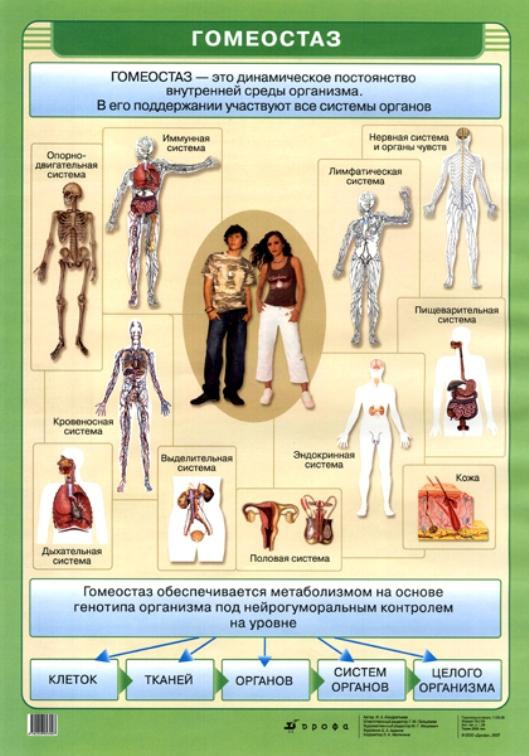 ГОМЕОСТАЗ
ГОМЕОСТАЗ — это динамическое постоянство
внутренней среды организма.
В его поддержании участвуют все системы органов
Опорно-
двигательная
система
Иммунная
система
Лимфатическая
система
Нервная система
и органы чувств
Пищеварительная
система
Кровеносная
система
Выделительная
система
Эндокринная
система
Кожа
Дыхательная
система
Половая система
Гомеостаз обеспечивается метаболизмом на основе
генотипа организма под нейрогуморальным контролем
на уровне
КЛЕТОК
ТКАНЕЙ
ОРГАНОВ
СИСТЕМ
ОРГАНОВ
ЦЕЛОГО
ОРГАНИЗМА
дрофа